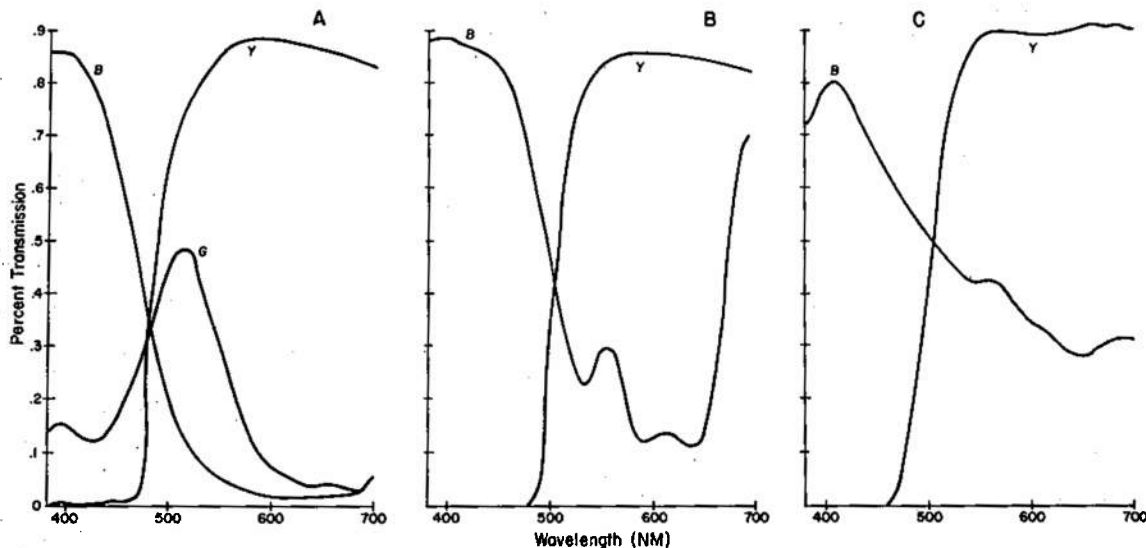 A B C
.9
.8
.7
.6
.5
.4
.3
.2
.1
0
Percent Transmission
B Y G
B Y
B Y
400 500 600 700
400 500 600 700
400 500 600 700
Wavelength (NM)